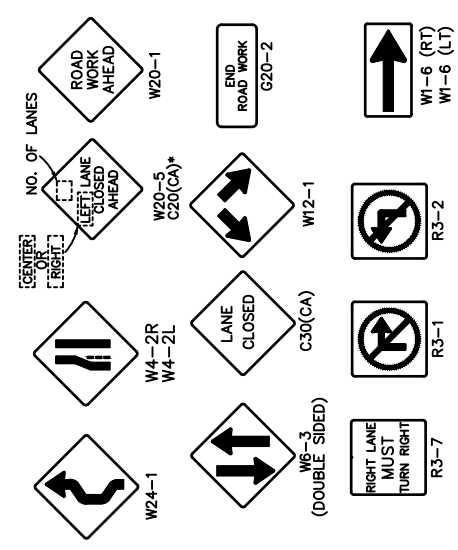 W24-1
W4-2R
W4-2L
CENTER
OR
RIGHT
NO. OF LANES
LEFT LANE
CLOSED
AHEAD
W20-5
C20(CA)*
ROAD
WORK
AHEAD
W20-1
W6-3
(DOUBLE SIDED)
LANE
CLOSED
C30(CA)
W12-1
END
ROAD WORK
G20-2
RIGHT LANE
MUST
TURN RIGHT
R3-7
R3-1
R3-2
W1-6 (RT)
W1-6 (LT)